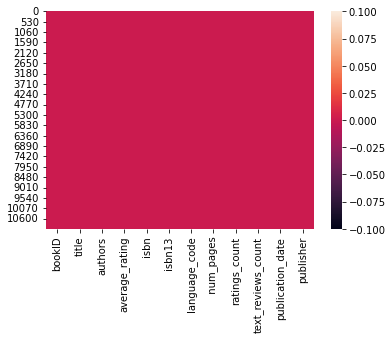 0
530
1060
1590
2120
2650
3180
3710
4240
4770
5300
5830
6360
6890
7420
7950
8480
9010
9540
10070
10600
bookID
title
authors
average_rating
isbn
isbn13
language_code
num_pages
ratings_count
text_reviews_count
publication_date
publisher
0.100
0.075
0.050
0.025
0.000
−0.025
−0.050
−0.075
−0.100